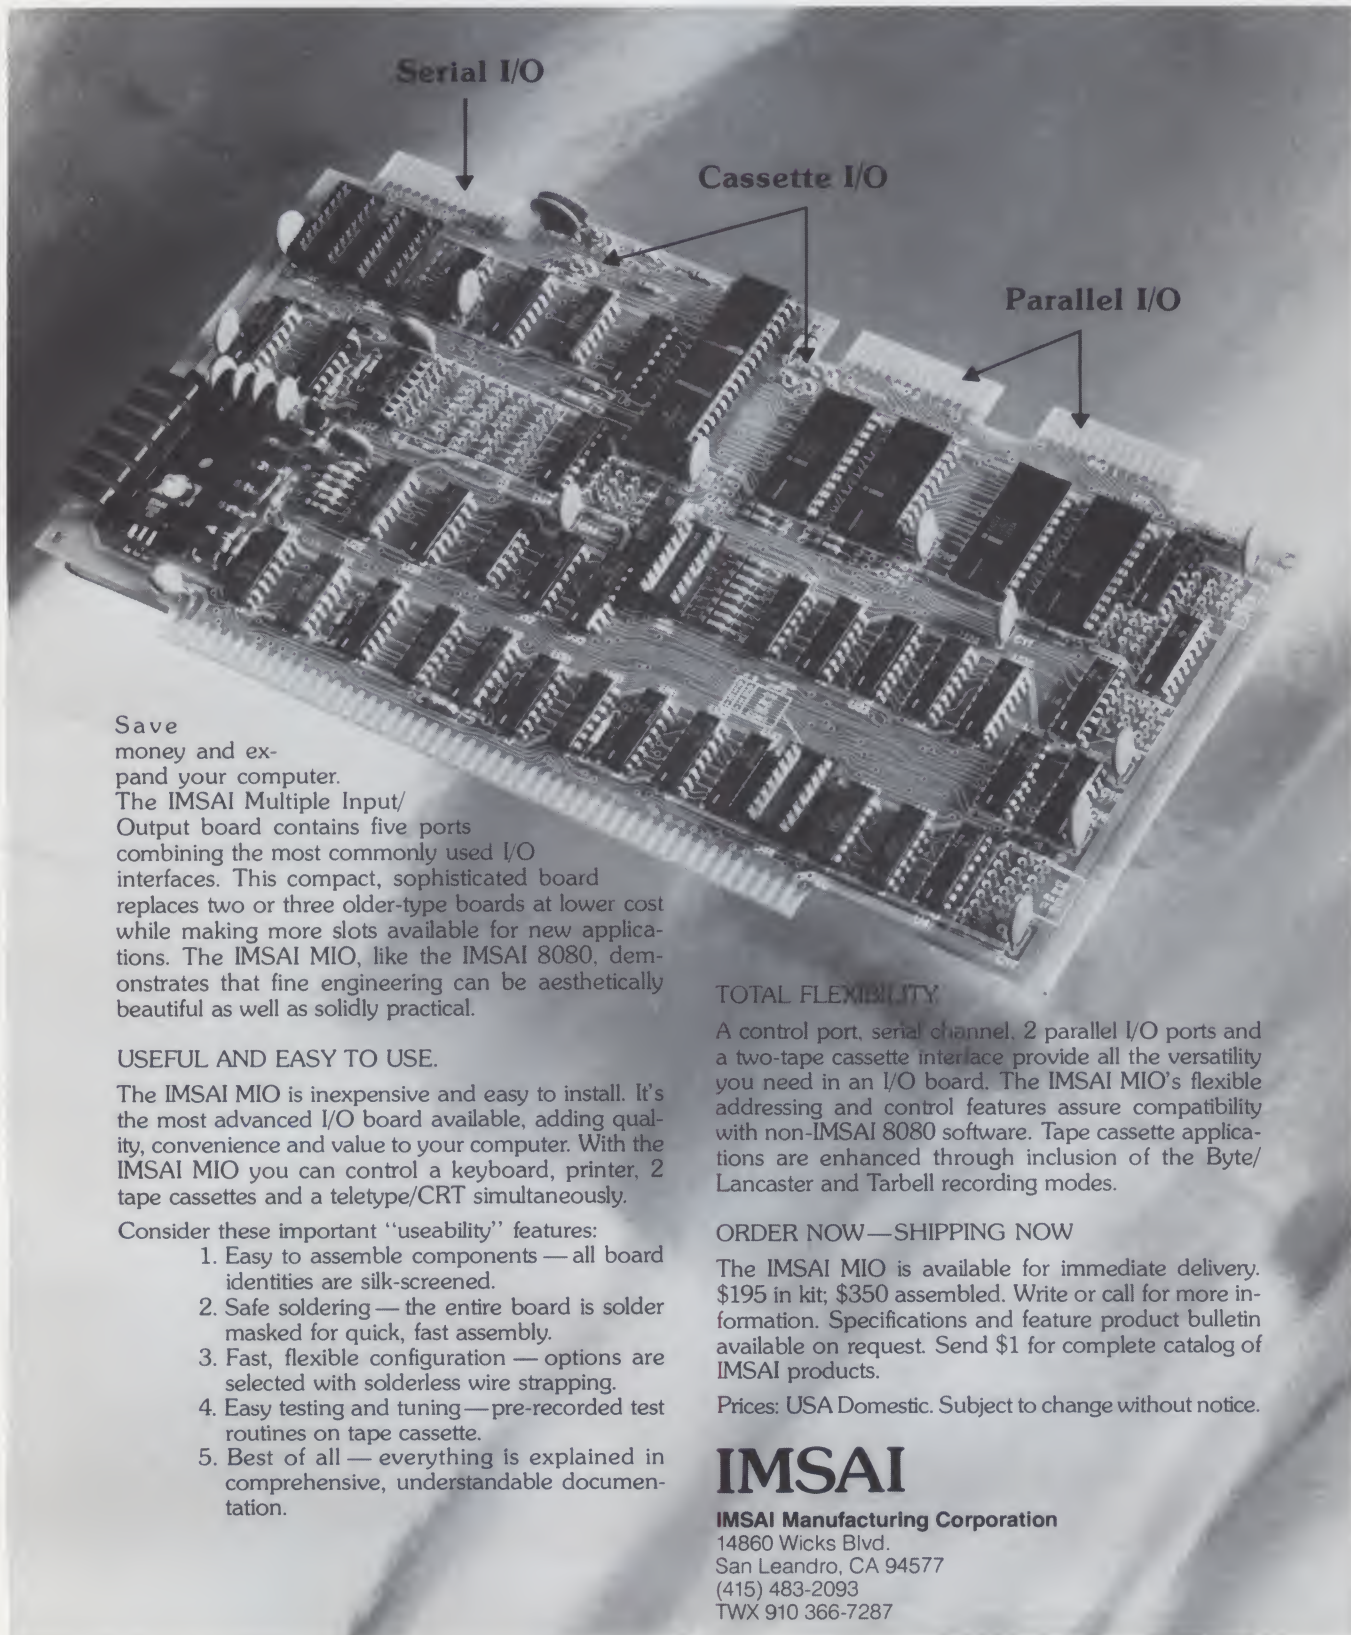 Serial I/O
Cassette I/O
Parallel I/O
Save
money and ex-
pand your computer.
The IMSAI Multiple Input/
Output board contains five ports
combining the most commonly used I/O
interfaces. This compact, sophisticated board
replaces two or three older-type boards at lower cost
while making more slots available for new applica-
tions. The IMSAI MIO, like the IMSAI 8080, dem-
onstrates that fine engineering can be aesthetically
beautiful as well as solidly practical.
USEFUL AND EASY TO USE.
The IMSAI MIO is inexpensive and easy to install. It's
the most advanced I/O board available, adding qual-
ity, convenience and value to your computer. With the
IMSAI MIO you can control a keyboard, printer, 2
tape cassettes and a teletype/CRT simultaneously.
Consider these important "useability" features:
1. Easy to assemble components — all board
identities are silk-screened.
2. Safe soldering — the entire board is solder
masked for quick, fast assembly.
3. Fast, flexible configuration — options are
selected with solderless wire strapping.
4. Easy testing and tuning — pre-recorded test
routines on tape cassette.
5. Best of all — everything is explained in
comprehensive, understandable documen-
tation.
TOTAL FLEXIBILITY.
A control port, serial channel, 2 parallel I/O ports and
a two-tape cassette interface provide all the versatility
you need in an I/O board. The IMSAI MIO's flexible
addressing and control features assure compatibility
with non-IMSAI 8080 software. Tape cassette applica-
tions are enhanced through inclusion of the Byte/
Lancaster and Tarbell recording modes.
ORDER NOW—SHIPPING NOW
The IMSAI MIO is available for immediate delivery.
$195 in kit; $350 assembled. Write or call for more in-
formation. Specifications and feature product bulletin
available on request. Send $1 for complete catalog of
IMSAI products.
Prices: USA Domestic. Subject to change without notice.
IMSAI
IMSAI Manufacturing Corporation
14860 Wicks Blvd.
San Leandro, CA 94577
(415) 483-2093
TWX 910 366-7287